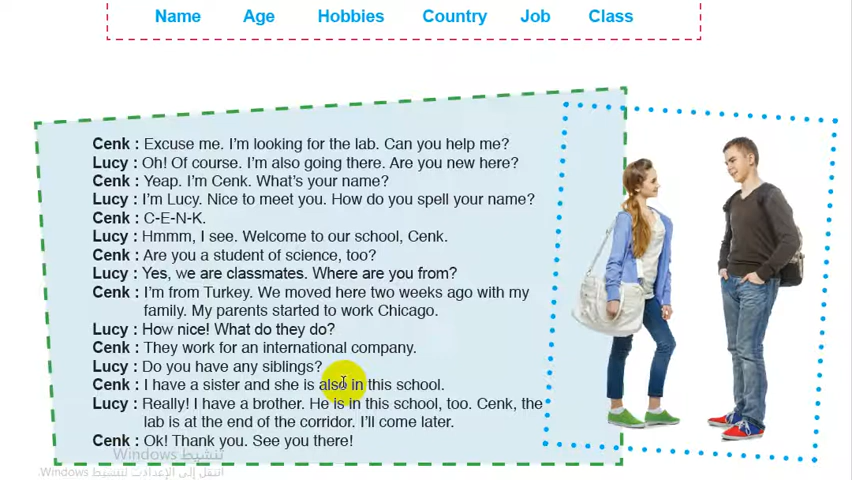 Name Age Hobbies Country Job Class
Cenk : Excuse me. I'm looking for the lab. Can you help me?
Lucy : Oh! Of course. I'm also going there. Are you new here?
Cenk : Yeap. I'm Cenk. What's your name?
Lucy : I'm Lucy. Nice to meet you. How do you spell your name?
Cenk : C-E-N-K.
Lucy : Hmmm, I see. Welcome to our school, Cenk.
Cenk : Are you a student of science, too?
Lucy : Yes, we are classmates. Where are you from?
Cenk : I'm from Turkey. We moved here two weeks ago with my
family. My parents started to work Chicago.
Lucy : How nice! What do they do?
Cenk : They work for an international company.
Lucy : Do you have any siblings?
Cenk : I have a sister and she is also in this school.
Lucy : Really! I have a brother. He is in this school, too. Cenk, the
lab is at the end of the corridor. I'll come later.
Cenk : Ok! Thank you. See you there!
تنشيط Windows
انتقل إلى الإعدادات لتنشيط Windows.